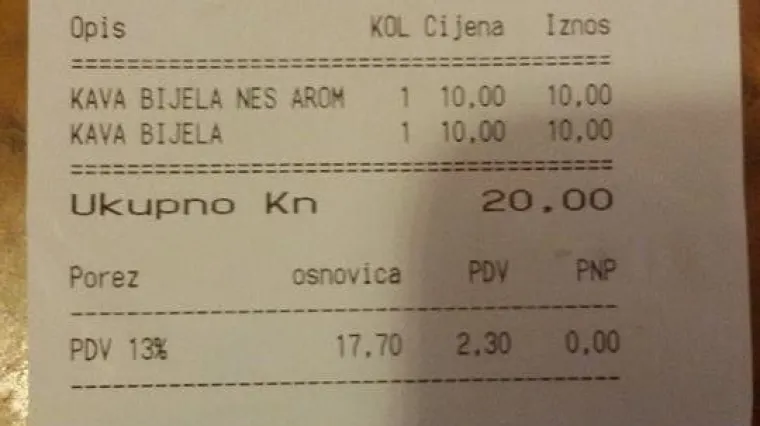 Opis KOL Cijena Iznos
========================================
KAVA BIJELA NES AROM 1 10,00 10,00
KAVA BIJELA 1 10,00 10,00
========================================
Ukupno Kn 20,00
Porez osnovica PDV PNP
----------------------------------------
PDV 13% 17,70 2,30 0,00
----------------------------------------